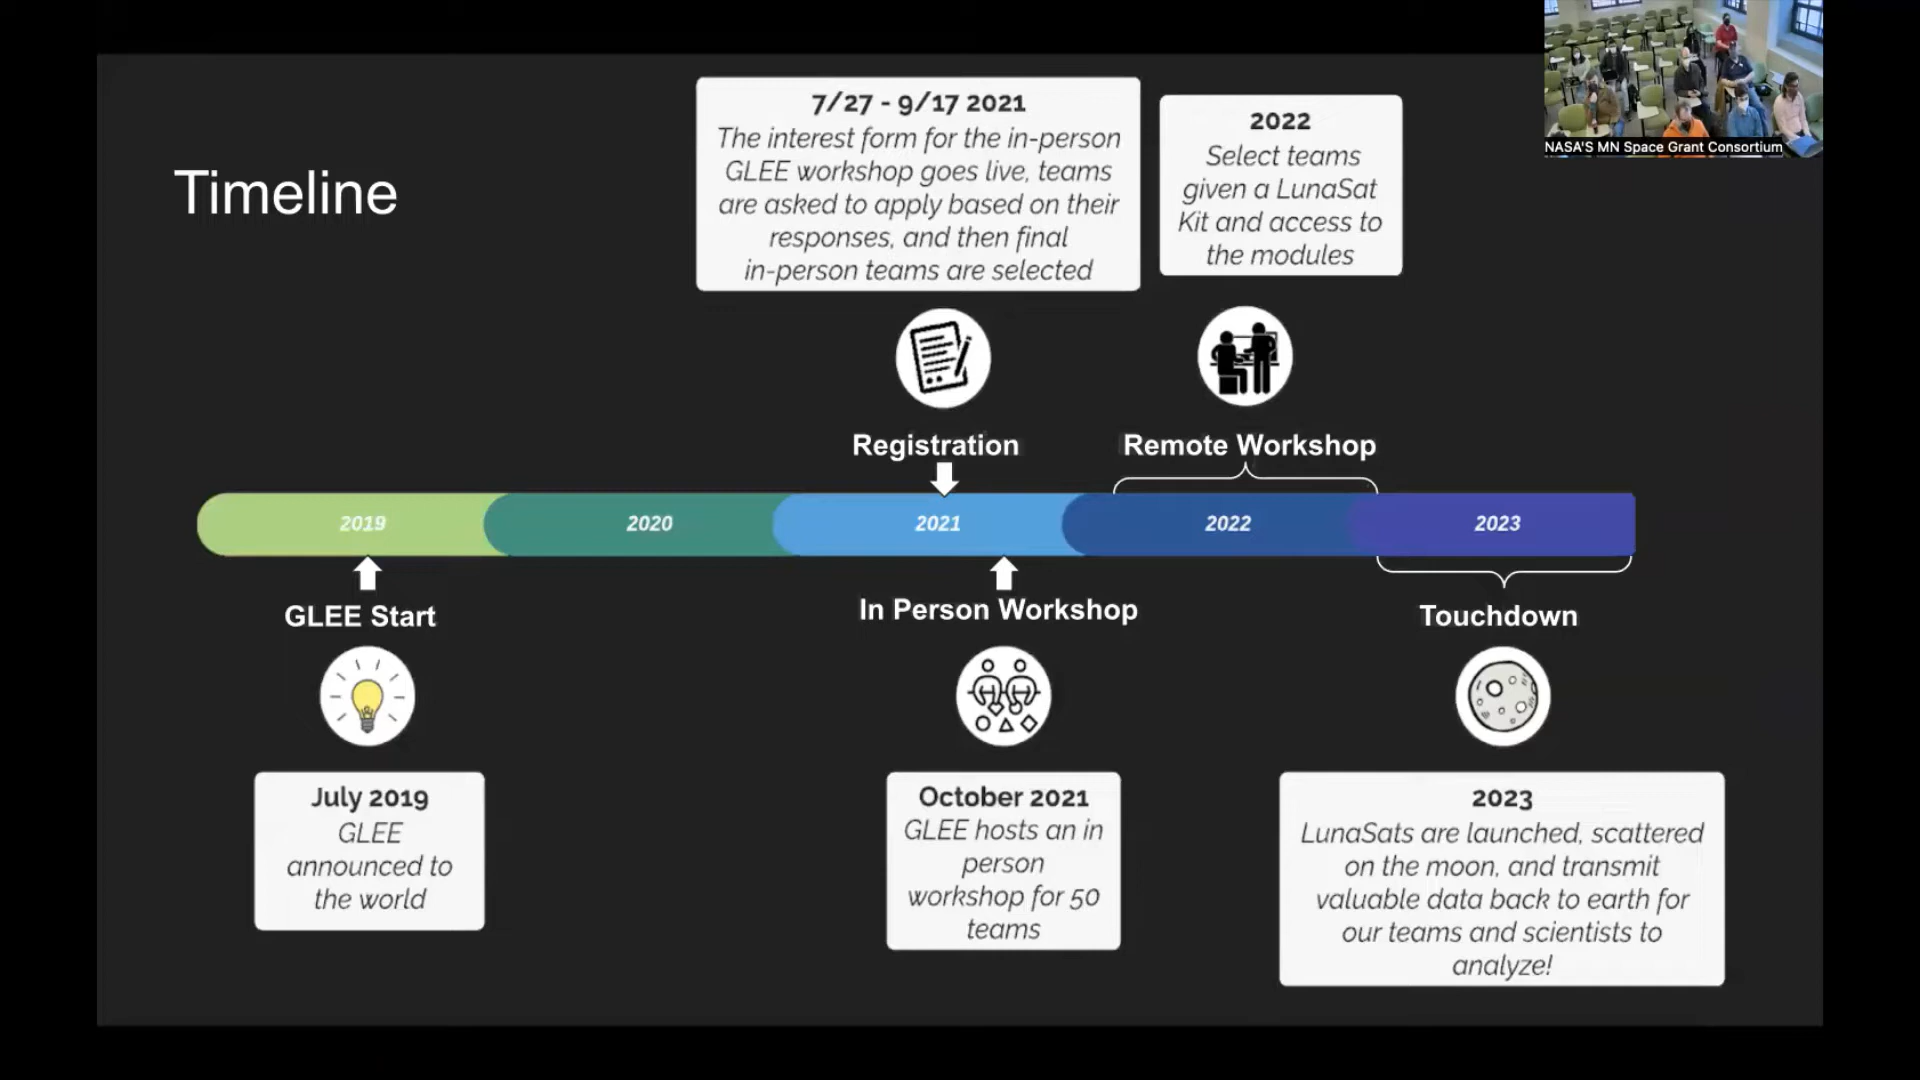 NASA'S MN Space Grant Consortium
Timeline
7/27 - 9/17 2021
The interest form for the in-person
GLEE workshop goes live, teams
are asked to apply based on their
responses, and then final
in-person teams are selected
2022
Select teams
given a LunaSat
Kit and access to
the modules
Registration
Remote Workshop
2019
2020
2021
2022
2023
GLEE Start
In Person Workshop
Touchdown
July 2019
GLEE
announced to
the world
October 2021
GLEE hosts an in
person
workshop for 50
teams
2023
LunaSats are launched, scattered
on the moon, and transmit
valuable data back to earth for
our teams and scientists to
analyze!